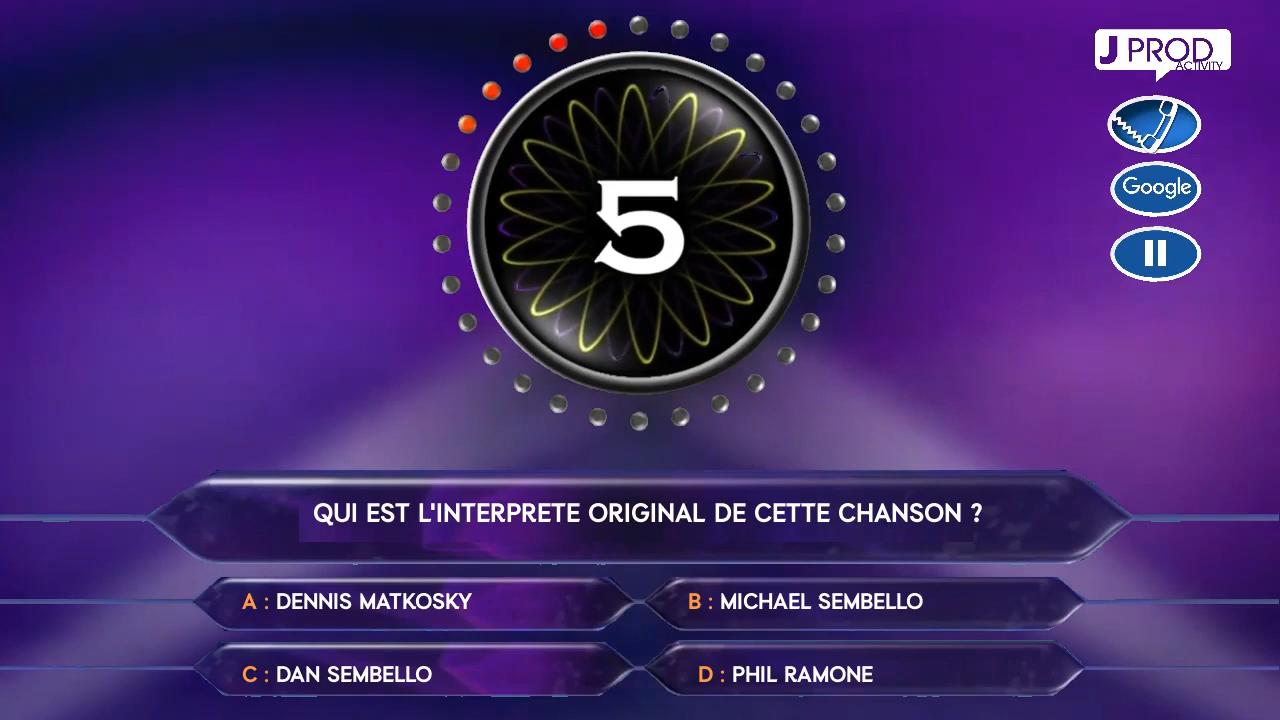 J PROD
ACTIVITY
Google
5
QUI EST L'INTERPRETE ORIGINAL DE CETTE CHANSON ?
A : DENNIS MATKOSKY
B : MICHAEL SEMBELLO
C : DAN SEMBELLO
D : PHIL RAMONE